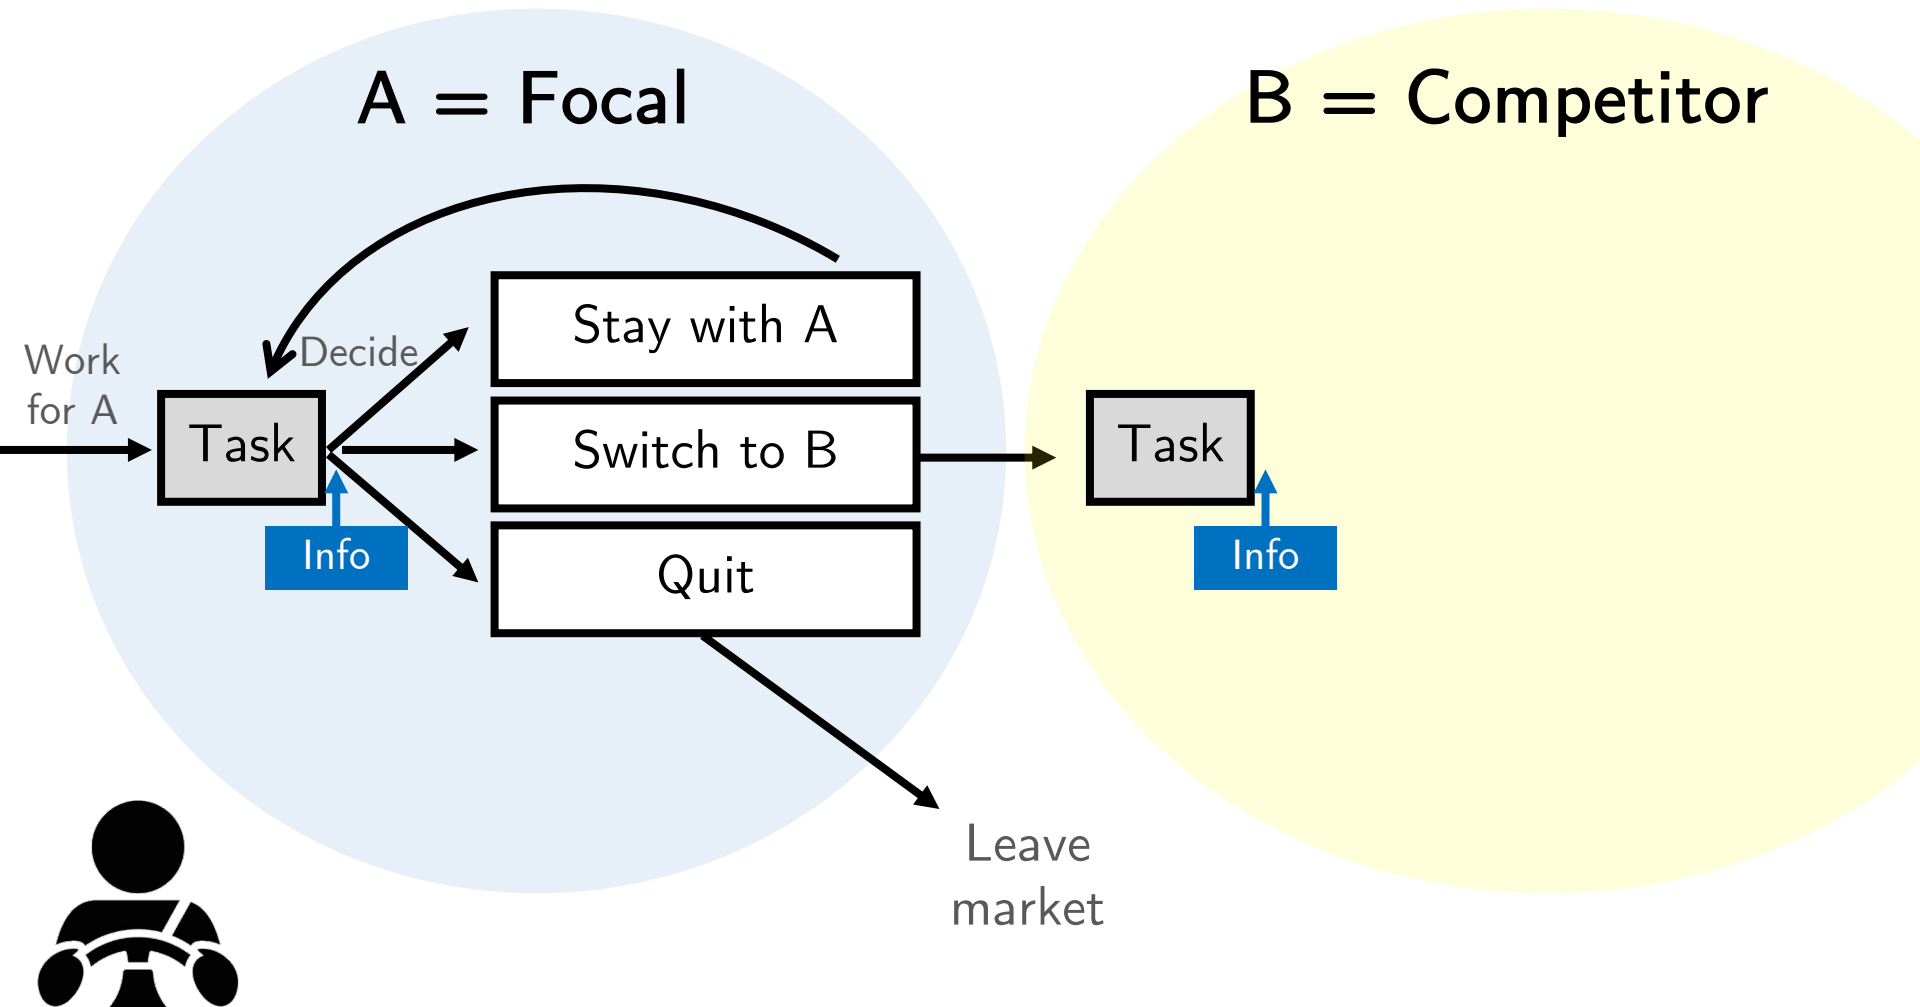 A = Focal
B = Competitor
Work
for A
Task
Decide
Info
Stay with A
Switch to B
Quit
Leave
market
Task
Info